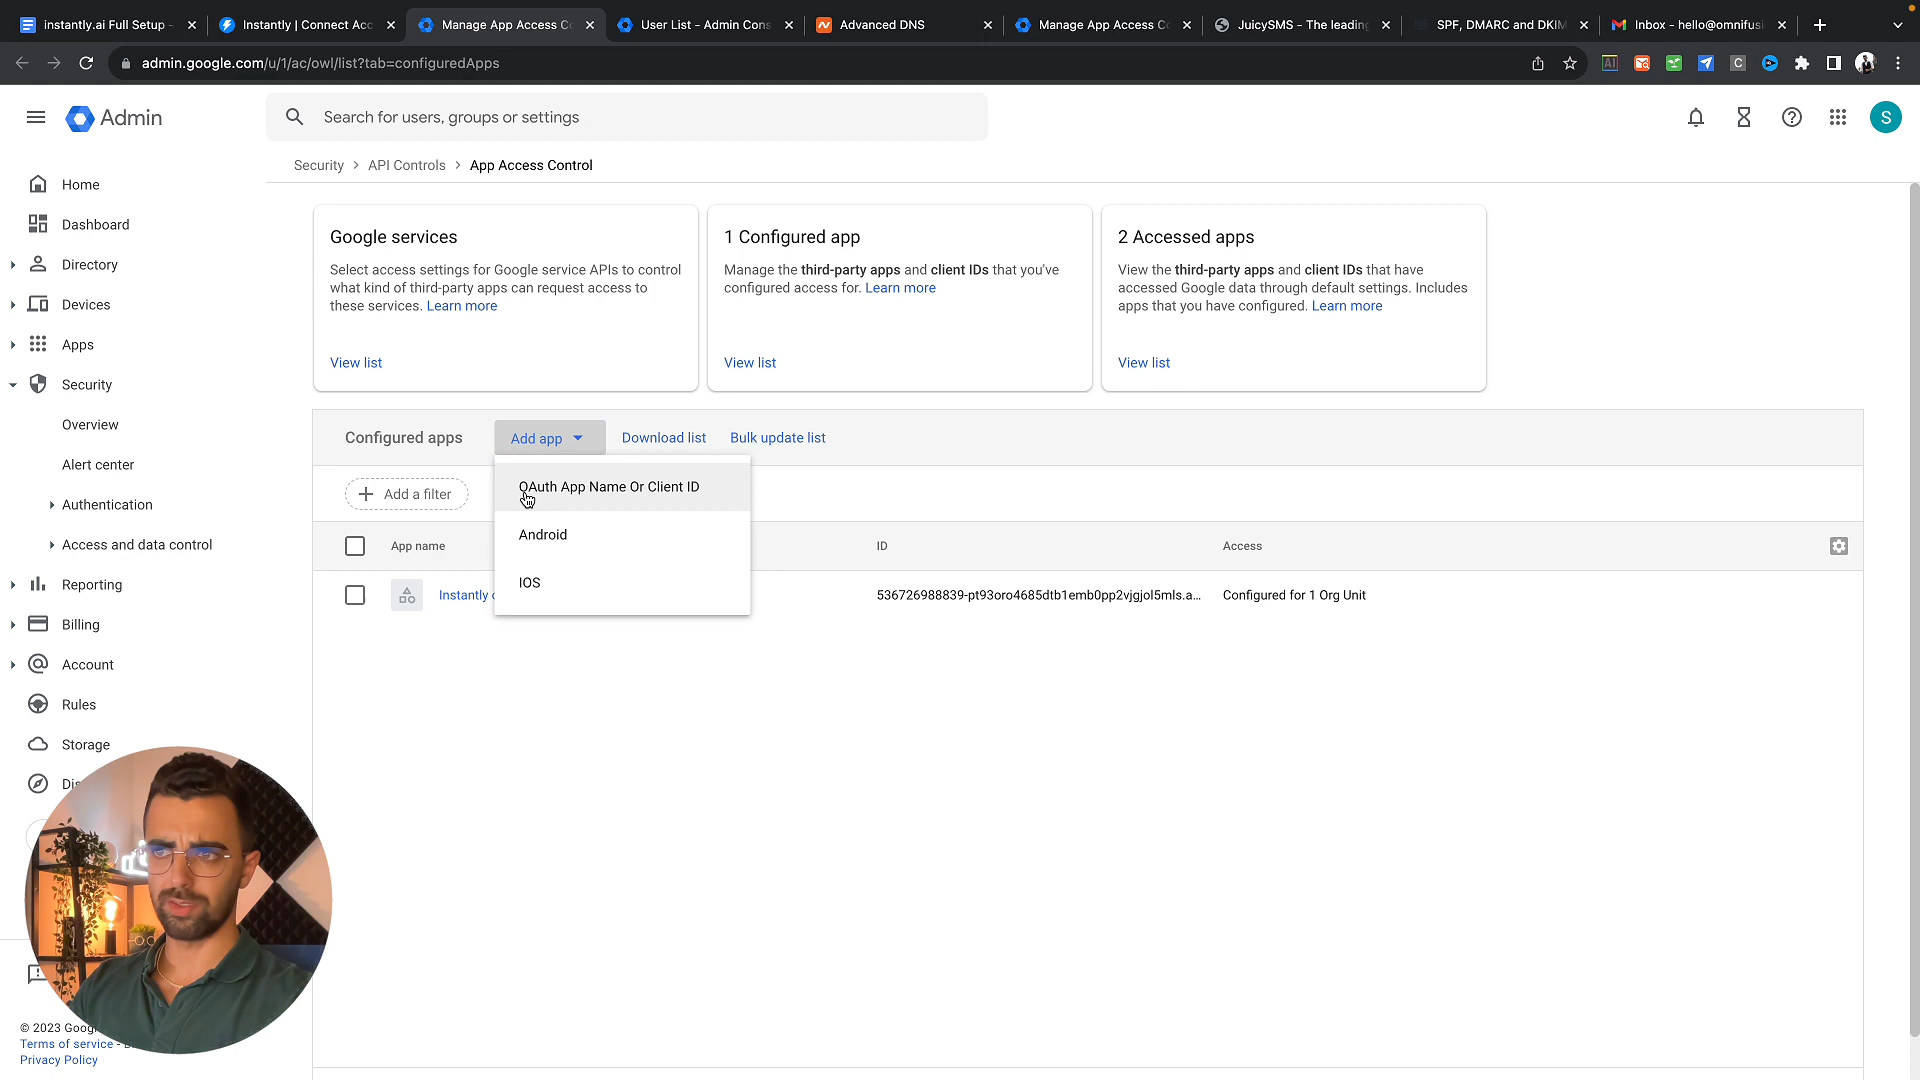 instantly.ai Full Setup -
Instantly | Connect Acc
Manage App Access Co
User List - Admin Cons
Advanced DNS
Manage App Access Co
JuicySMS - The leading
SPF, DMARC and DKIM
Inbox - hello@omnifusi
admin.google.com/u/1/ac/owl/list?tab=configuredApps
Admin
Search for users, groups or settings
S
Security > API Controls > App Access Control
Home
Dashboard
Directory
Devices
Apps
Security
Overview
Alert center
Authentication
Access and data control
Reporting
Billing
Account
Rules
Storage
Google services
Select access settings for Google service APIs to control
what kind of third-party apps can request access to
these services. Learn more
View list
1 Configured app
Manage the third-party apps and client IDs that you've
configured access for. Learn more
View list
2 Accessed apps
View the third-party apps and client IDs that have
accessed Google data through default settings. Includes
apps that you have configured. Learn more
View list
Configured apps
Add app
Download list
Bulk update list
Add a filter
OAuth App Name Or Client ID
Android
IOS
App name
ID
Access
Instantly
536726988839-pt93oro4685dtb1emb0pp2vjgjol5mls.a...
Configured for 1 Org Unit
© 2023 Goog
Terms of service -
Privacy Policy